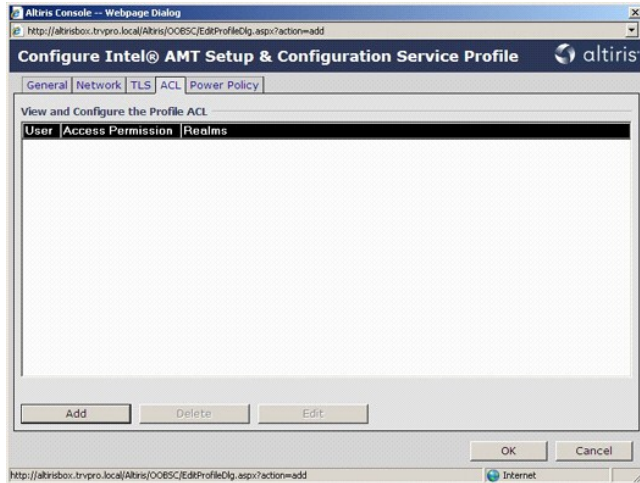 Altiris Console -- Webpage Dialog
http://altirisbox.trvpro.local/Altiris/OOBSC/EditProfileDlg.aspx?action=add
Configure Intel® AMT Setup & Configuration Service Profile altiris
General Network TLS ACL Power Policy
View and Configure the Profile ACL
User Access Permission Realms
Add Delete Edit
OK Cancel
http://altirisbox.trvpro.local/Altiris/OOBSC/EditProfileDlg.aspx?action=add Internet